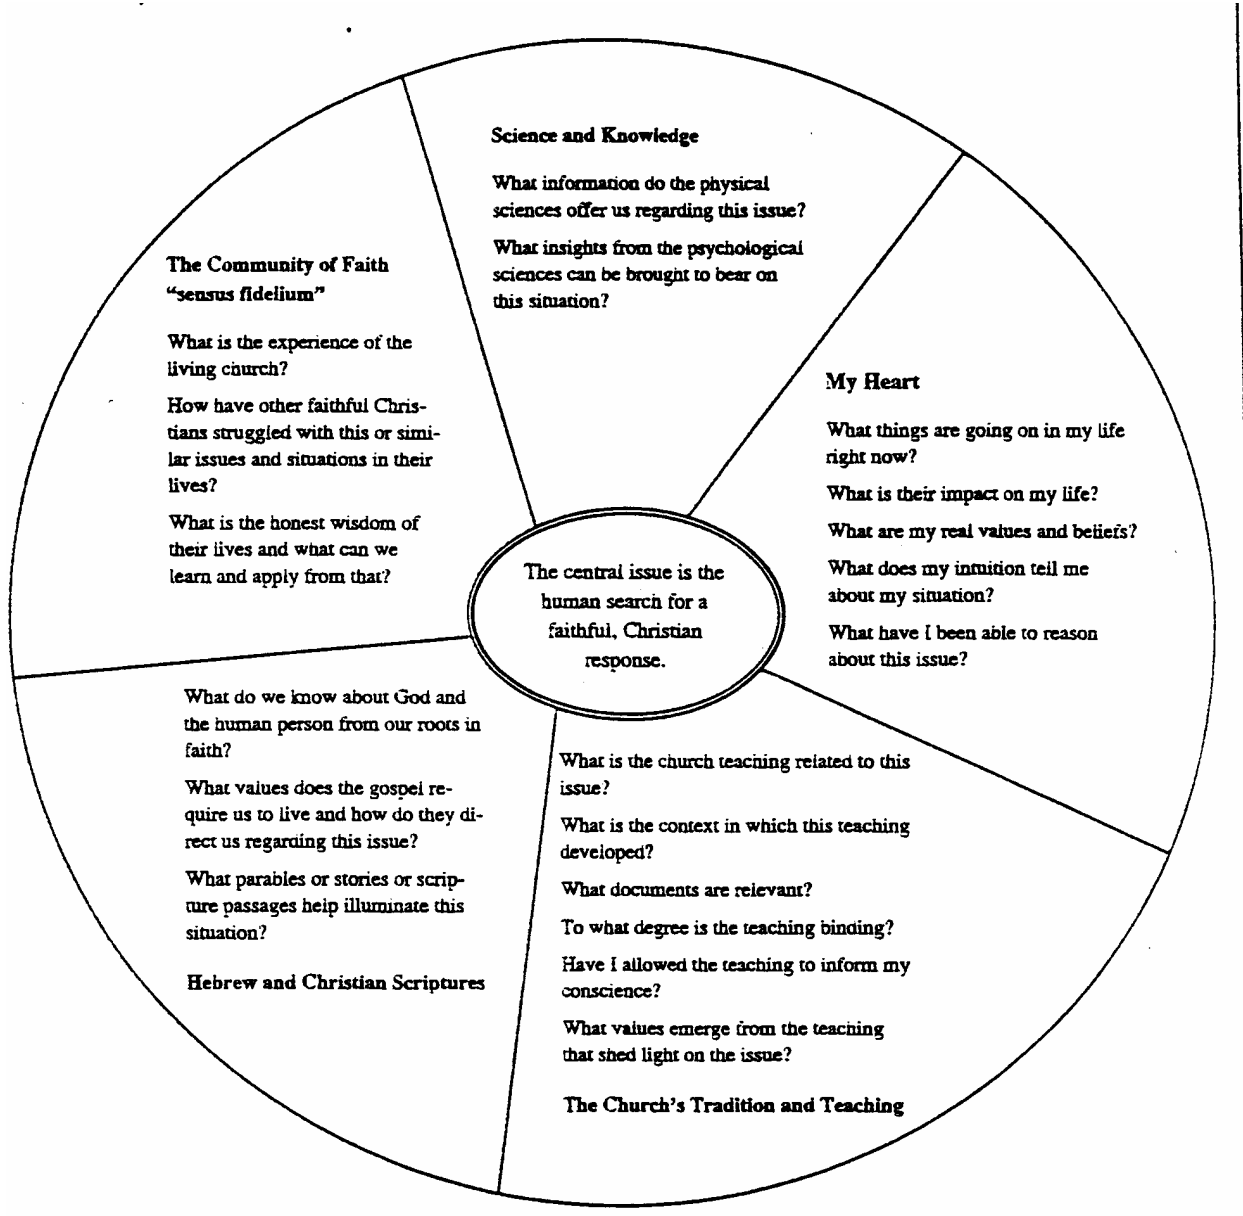 Science and Knowledge
What information do the physical
sciences offer us regarding this issue?
What insights from the psychological
sciences can be brought to bear on
this situation?
My Heart
What things are going on in my life
right now?
What is their impact on my life?
What are my real values and beliefs?
What does my intuition tell me
about my situation?
What have I been able to reason
about this issue?
What is the church teaching related to this
issue?
What is the context in which this teaching
developed?
What documents are relevant?
To what degree is the teaching binding?
Have I allowed the teaching to inform my
conscience?
What values emerge from the teaching
that shed light on the issue?
The Church's Tradition and Teaching
What do we know about God and
the human person from our roots in
faith?
What values does the gospel re-
quire us to live and how do they di-
rect us regarding this issue?
What parables or stories or scrip-
ture passages help illuminate this
situation?
Hebrew and Christian Scriptures
The Community of Faith
“sensus fidelium”
What is the experience of the
living church?
How have other faithful Chris-
tians struggled with this or simi-
lar issues and situations in their
lives?
What is the honest wisdom of
their lives and what can we
learn and apply from that?
The central issue is the
human search for a
faithful, Christian
response.